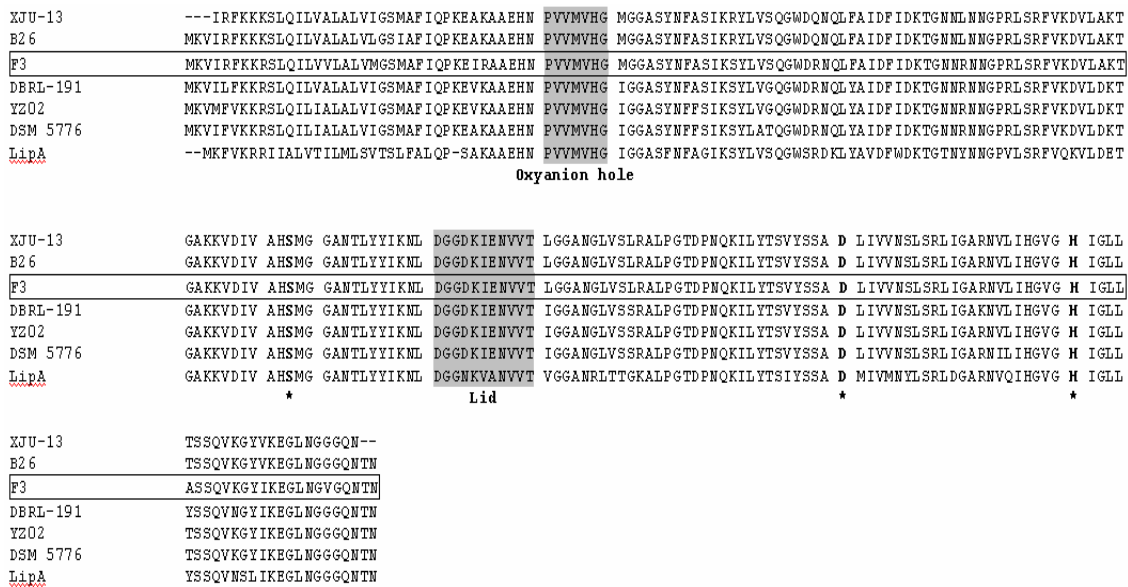 XJU-13 ---IRFKKKSLQILVALALVIGSMAFIQPKEAKAAEHN PVVMVHG MGGASYNFASIKRYLVSQGWDQNQLFAIDFIDKTGNNLNNGPRLSRFVKDVLAKT
B26 MKVIRFKKKSLQILVALALVLGSIAFIQPKEAKAAEHN PVVMVHG MGGASYNFASIKRYLVSQGWDQNQLFAIDFIDKTGNNLNNGPRLSRFVKDVLAKT
F3 MKVIRFKKRSLQILVVLALVMGSMAFIQPKEIRAAEHN PVVMVHG MGGASYNFASIKSYLVSQGWDRNQLFAIDFIDKTGNNRNNGPRLSRFVKDVLAKT
DBRL-191 MKVILFKKRSLQILVALALVIGSMAFIQPKEVKAAEHN PVVMVHG IGGASYNFFSIKSYLVGQGWDRNQLYAIDFIDKTGNNRNNGPRLSRFVKDVLDKT
YZ02 MKVMFVKKRSLQILIALALVIGSMAFIQPKEVKAAEHN PVVMVHG IGGASYNFFSIKSYLVGQGWDRNQLYAIDFIDKTGNNRNNGPRLSRFVKDVLDKT
DSM 5776 MKVIFVKKRSLQILIALALVIGSMAFIQPKEAKAAEHN PVVMVHG IGGASYNFFSIKSYLATQGWDRNQLYAIDFIDKTGNNRNNGPRLSRFVKDVLDKT
LipA --MKFVKRRIIALVTILMLSVTSLFALQP-SAKAAEHN PVVMVHG IGGASFNFAGIKSYLVSQGWSRDKLYAVDFWDKTGTNYNNGPVLSRFVQKVLDET
Oxyanion hole
XJU-13 GAKKVDIV AHSMG GANTLYYIKNL DGGDKIENVVT LGGANGLVSLRALPGTDPNQKILYTSVYSSA D LIVVNSLSRLIGARNVLIHGVG H IGLL
B26 GAKKVDIV AHSMG GANTLYYIKNL DGGDKIENVVT LGGANGLVSLRALPGTDPNQKILYTSVYSSA D LIVVNSLSRLIGARNVLIHGVG H IGLL
F3 GAKKVDIV AHSMG GANTLYYIKNL DGGDKIENVVT LGGANGLVSLRALPGTDPNQKILYTSVYSSA D LIVVNSLSRLIGARNVLIHGVG H IGLL
DBRL-191 GAKKVDIV AHSMG GANTLYYIKNL DGGDKIENVVT IGGANGLVSSRALPGTDPNQKILYTSVYSSA D LIVVNSLSRLIGARNVLIHGVG H IGLL
YZ02 GAKKVDIV AHSMG GANTLYYIKNL DGGDKIENVVT IGGANGLVSSRALPGTDPNQKILYTSVYSSA D LIVVNSLSRLIGARNVLIHGVG H IGLL
DSM 5776 GAKKVDIV AHSMG GANTLYYIKNL DGGDKIENVVT IGGANGLVSSRALPGTDPNQKILYTSVYSSA D LIVVNSLSRLIGARNILIHGVG H IGLL
LipA GAKKVDIV AHSMG GANTLYYIKNL DGGNKVANVVT VGGANRLTTGKALPGTDPNQKILYTSIYSSA D MIVMNYLSRLDGARNVQIHGVG H IGLL
* Lid * *
XJU-13 TSSQVKGYVKEGLNGGGQN--
B26 TSSQVKGYVKEGLNGGGQNTN
F3 ASSQVKGYIKEGLNGVGQNTN
DBRL-191 YSSQVNGYIKEGLNGGGQNTN
YZ02 TSSQVKGYIKEGLNGGGQNTN
DSM 5776 TSSQVKGYIKEGLNGGGQNTN
LipA YSSQVNSLIKEGLNGGGQNTN